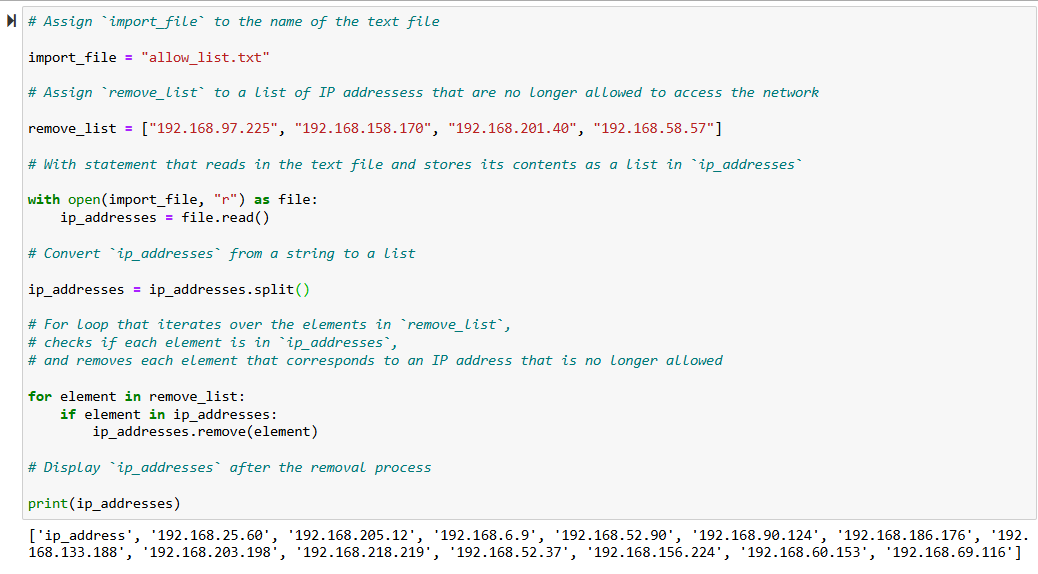 # Assign `import_file` to the name of the text file
import_file = "allow_list.txt"
# Assign `remove_list` to a list of IP addressess that are no longer allowed to access the network
remove_list = ["192.168.97.225", "192.168.158.170", "192.168.201.40", "192.168.58.57"]
# With statement that reads in the text file and stores its contents as a list in `ip_addresses`
with open(import_file, "r") as file:
    ip_addresses = file.read()
# Convert `ip_addresses` from a string to a list
ip_addresses = ip_addresses.split()
# For loop that iterates over the elements in `remove_list`,
# checks if each element is in `ip_addresses`,
# and removes each element that corresponds to an IP address that is no longer allowed
for element in remove_list:
    if element in ip_addresses:
        ip_addresses.remove(element)
# Display `ip_addresses` after the removal process
print(ip_addresses)
['ip_address', '192.168.25.60', '192.168.205.12', '192.168.6.9', '192.168.52.90', '192.168.90.124', '192.168.186.176', '192.
168.133.188', '192.168.203.198', '192.168.218.219', '192.168.52.37', '192.168.156.224', '192.168.60.153', '192.168.69.116']